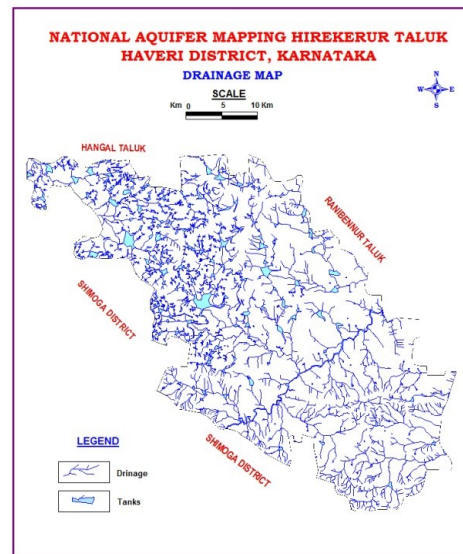 NATIONAL AQUIFER MAPPING HIREKERUR TALUK
HAVERI DISTRICT, KARNATAKA
DRAINAGE MAP
SCALE
Km 0 5 10 Km
N
W E
S
HANGAL TALUK
RANIBENNUR TALUK
SHIMOGA DISTRICT
SHIMOGA DISTRICT
LEGEND
Drinage
Tanks